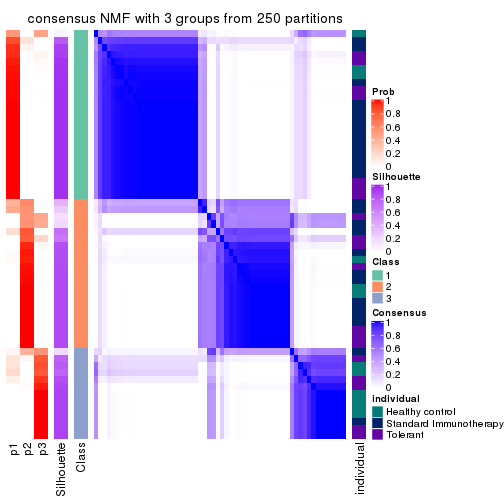 consensus NMF with 3 groups from 250 partitions
Prob
1
0.8
0.6
0.4
0.2
0
Silhouette
1
0.8
0.6
0.4
0.2
0
Class
1
2
3
Consensus
1
0.8
0.6
0.4
0.2
0
individual
Healthy control
Standard Immunotherapy
Tolerant
p1
p2
p3
Silhouette
Class
individual